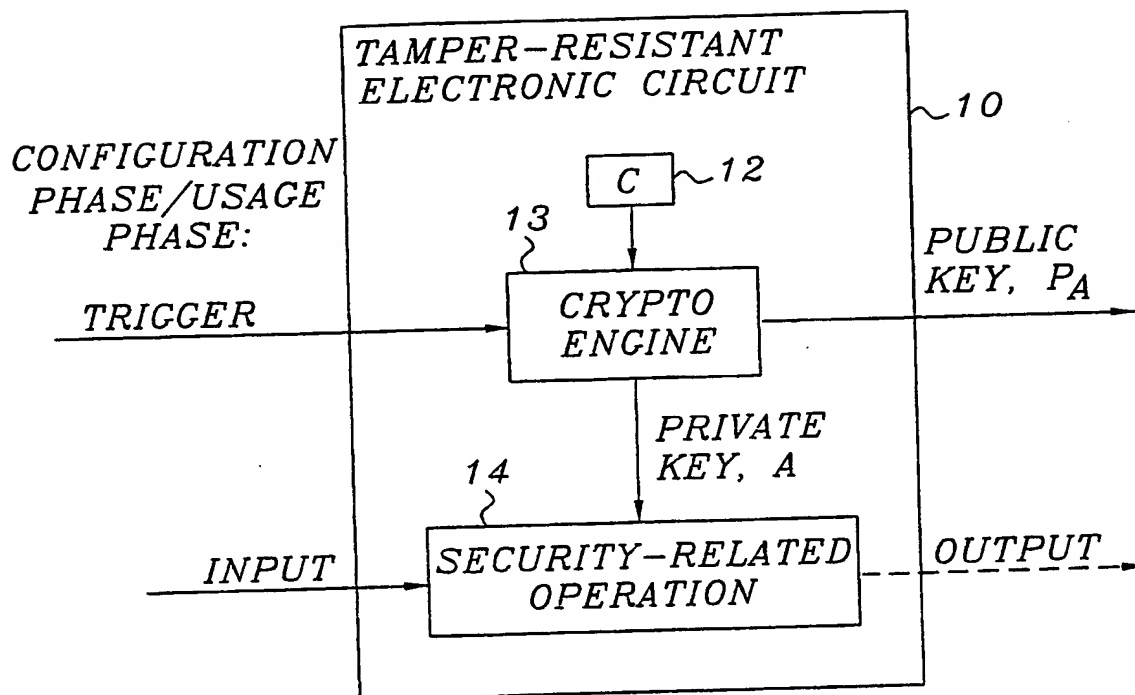 TAMPER-RESISTANT
ELECTRONIC CIRCUIT
10
CONFIGURATION
PHASE/USAGE
PHASE:
C
12
13
PUBLIC
KEY, PA
TRIGGER
CRYPTO
ENGINE
PRIVATE
KEY, A
14
INPUT
SECURITY-RELATED
OPERATION
OUTPUT